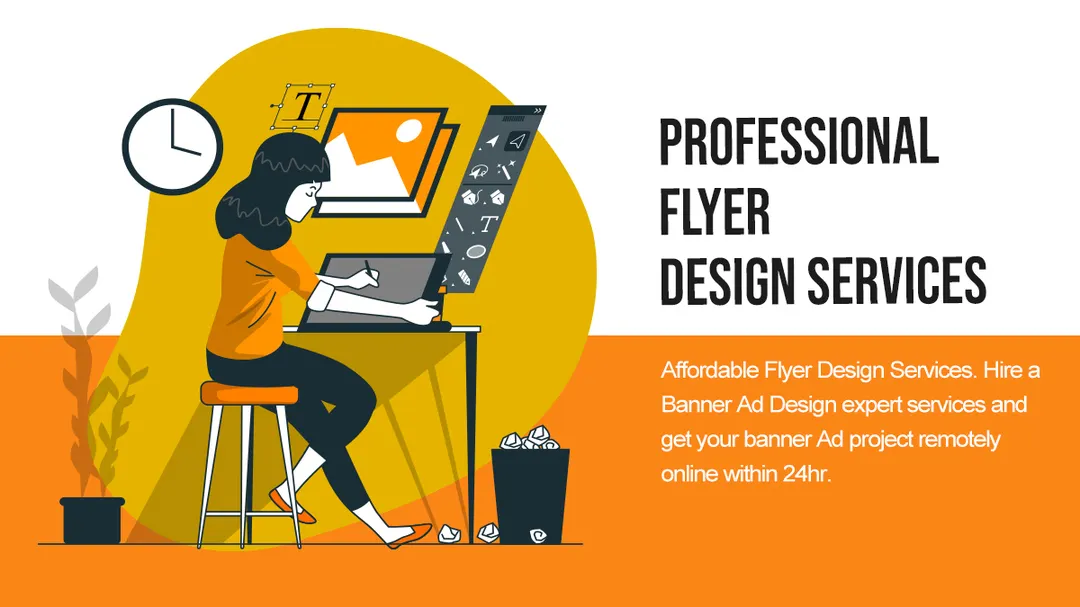 T
T
PROFESSIONAL
FLYER
DESIGN SERVICES
Affordable Flyer Design Services. Hire a
Banner Ad Design expert services and
get your banner Ad project remotely
online within 24hr.